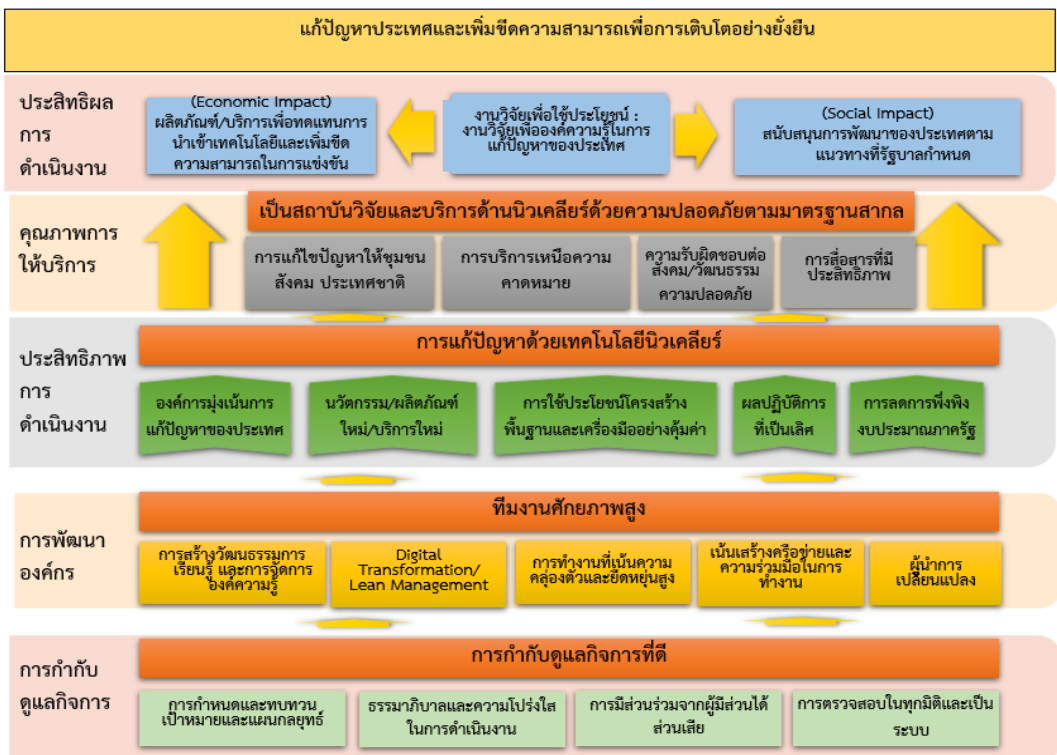 แก้ปัญหาประเทศและเพิ่มขีดความสามารถเพื่อการเติบโตอย่างยั่งยืน
ประสิทธิผล
การ
ดำเนินงาน
(Economic Impact)
ผลิตภัณฑ์/บริการเพื่อทดแทนการ
นำเข้าเทคโนโลยีและเพิ่มขีด
ความสามารถในการแข่งขัน
งานวิจัยเพื่อใช้ประโยชน์ :
งานวิจัยเพื่อองค์ความรู้ในการ
แก้ปัญหาของประเทศ
(Social Impact)
สนับสนุนการพัฒนาของประเทศตาม
แนวทางที่รัฐบาลกำหนด
คุณภาพการ
ให้บริการ
เป็นสถาบันวิจัยและบริการด้านนิวเคลียร์ด้วยความปลอดภัยตามมาตรฐานสากล
การแก้ไขปัญหาให้ชุมชน
สังคม ประเทศชาติ
การบริการเหนือความ
คาดหมาย
ความรับผิดชอบต่อ
สังคม/วัฒนธรรม
ความปลอดภัย
การสื่อสารที่มี
ประสิทธิภาพ
ประสิทธิภาพ
การ
ดำเนินงาน
การแก้ปัญหาด้วยเทคโนโลยีนิวเคลียร์
องค์การมุ่งเน้นการ
แก้ปัญหาของประเทศ
นวัตกรรม/ผลิตภัณฑ์
ใหม่/บริการใหม่
การใช้ประโยชน์โครงสร้าง
พื้นฐานและเครื่องมืออย่างคุ้มค่า
ผลปฏิบัติการ
ที่เป็นเลิศ
การลดการพึ่งพิง
งบประมาณภาครัฐ
การพัฒนา
องค์กร
ทีมงานศักยภาพสูง
การสร้างวัฒนธรรมการ
เรียนรู้ และการจัดการ
องค์ความรู้
Digital
Transformation/
Lean Management
การทำงานที่เน้นความ
คล่องตัวและยืดหยุ่นสูง
เน้นเสร้างครือข่ายและ
ความร่วมมือในการ
ทำงาน
ผู้นำการ
เปลี่ยนแปลง
การกำกับ
ดูแลกิจการ
การกำกับดูแลกิจการที่ดี
การกำหนดและทบทวน
เป้าหมายและแผนกลยุทธ์
ธรรมาภิบาลและความโปร่งใส
ในการดำเนินงาน
การมีส่วนร่วมจากผู้มีส่วนได้
ส่วนเสีย
การตรวจสอบในทุกมิติและเป็น
ระบบ